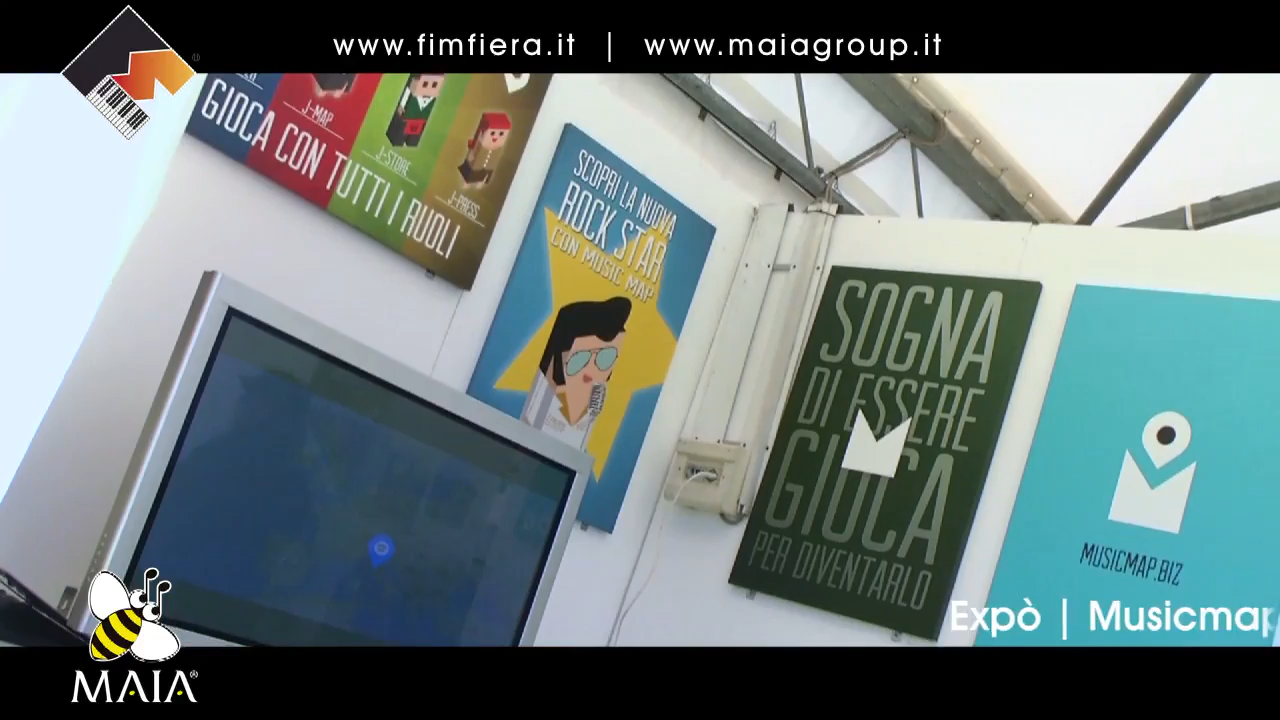 www.fimfiera.it | www.maiagroup.it
J-MAP
J-STORE
J-PRESS
GIOCA CON TUTTI I RUOLI
SCOPRI LA NUOVA
ROCK STAR
CON MUSIC MAP
SOGNA
DI ESSERE
GIOCA
PER DIVENTARLO
MUSICMAP.BIZ
Expò | Musicmap
MAIA®